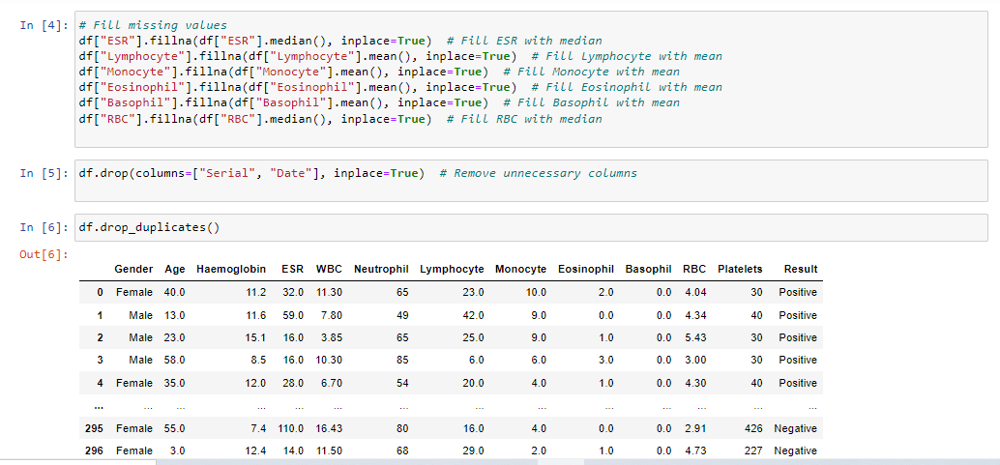 In [4]: # Fill missing values
df["ESR"].fillna(df["ESR"].median(), inplace=True)  # Fill ESR with median
df["Lymphocyte"].fillna(df["Lymphocyte"].mean(), inplace=True)  # Fill Lymphocyte with mean
df["Monocyte"].fillna(df["Monocyte"].mean(), inplace=True)  # Fill Monocyte with mean
df["Eosinophil"].fillna(df["Eosinophil"].mean(), inplace=True)  # Fill Eosinophil with mean
df["Basophil"].fillna(df["Basophil"].mean(), inplace=True)  # Fill Basophil with mean
df["RBC"].fillna(df["RBC"].median(), inplace=True)  # Fill RBC with median
In [5]: df.drop(columns=["Serial", "Date"], inplace=True)  # Remove unnecessary columns
In [6]: df.drop_duplicates()
Out[6]:
Gender Age Haemoglobin ESR WBC Neutrophil Lymphocyte Monocyte Eosinophil Basophil RBC Platelets Result
0 Female 40.0 11.2 32.0 11.30 65 23.0 10.0 2.0 0.0 4.04 30 Positive
1 Male 13.0 11.6 59.0 7.80 49 42.0 9.0 0.0 0.0 4.34 40 Positive
2 Male 23.0 15.1 16.0 3.85 65 25.0 9.0 1.0 0.0 5.43 30 Positive
3 Male 58.0 8.5 16.0 10.30 85 6.0 6.0 3.0 0.0 3.00 30 Positive
4 Female 35.0 12.0 28.0 6.70 54 20.0 4.0 1.0 0.0 4.30 40 Positive
... ... ... ... ... ... ... ... ... ... ... ... ... ...
295 Female 55.0 7.4 110.0 16.43 80 16.0 4.0 0.0 0.0 2.91 426 Negative
296 Female 3.0 12.4 14.0 11.50 68 29.0 2.0 1.0 0.0 4.73 227 Negative